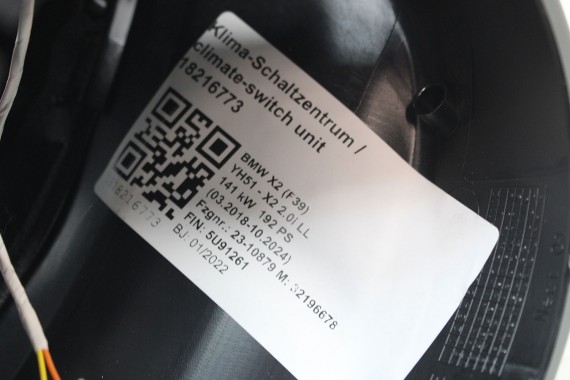 Klima-Schaltzentrum /
climate-switch unit
18216773
BMW X2 (F39)
YH51 - X2 2.0i LL
141 kW 192 PS
(03.2018-10.2024)
Fzgnr.: 23-10879 M: 32196678
FIN: 5U91261
BJ: 01/2022
18216773